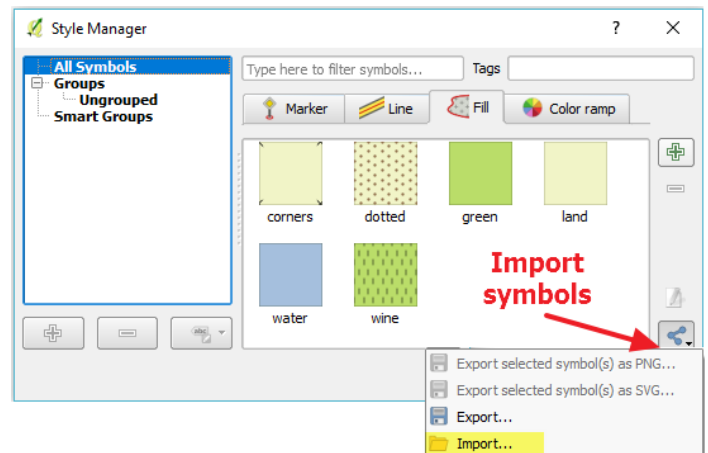 Style Manager
?
All Symbols
Groups
Ungrouped
Smart Groups
Type here to filter symbols...
Tags
Marker
Line
Fill
Color ramp
corners
dotted
green
land
water
wine
Import
symbols
Export selected symbol(s) as PNG...
Export selected symbol(s) as SVG...
Export...
Import...